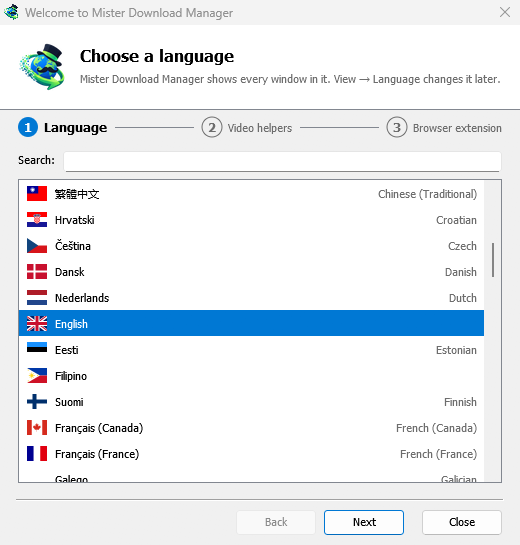 Welcome to Mister Download Manager
Choose a language
Mister Download Manager shows every window in it. View → Language changes it later.
1 Language 2 Video helpers 3 Browser extension
Search:
繁體中文 Chinese (Traditional)
Hrvatski Croatian
Čeština Czech
Dansk Danish
Nederlands Dutch
English
Eesti Estonian
Filipino
Suomi Finnish
Français (Canada) French (Canada)
Français (France) French (France)
Galego Galician
Back Next Close